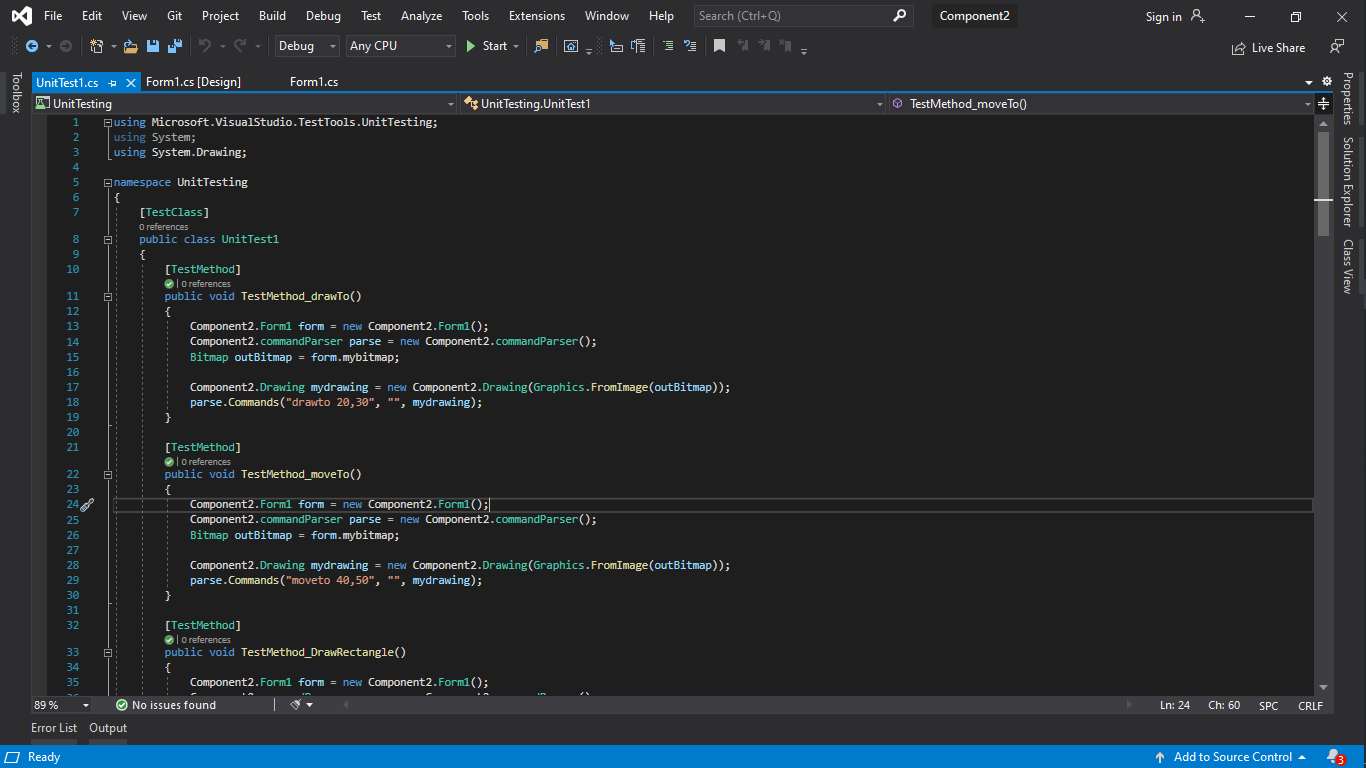 File Edit View Git Project Build Debug Test Analyze Tools Extensions Window Help Search (Ctrl+Q) Component2 Sign in
Debug Any CPU Start Live Share
Toolbox
UnitTest1.cs Form1.cs [Design] Form1.cs
UnitTesting UnitTesting.UnitTest1 TestMethod_moveTo()
Properties
Solution Explorer
Class View
1 using Microsoft.VisualStudio.TestTools.UnitTesting;
2 using System;
3 using System.Drawing;
4
5 namespace UnitTesting
6 {
7 [TestClass]
0 references
8 public class UnitTest1
9 {
10 [TestMethod]
| 0 references
11 public void TestMethod_drawTo()
12 {
13 Component2.Form1 form = new Component2.Form1();
14 Component2.commandParser parse = new Component2.commandParser();
15 Bitmap outBitmap = form.mybitmap;
16
17 Component2.Drawing mydrawing = new Component2.Drawing(Graphics.FromImage(outBitmap));
18 parse.Commands("drawto 20,30", "", mydrawing);
19 }
20
21 [TestMethod]
| 0 references
22 public void TestMethod_moveTo()
23 {
24 Component2.Form1 form = new Component2.Form1();
25 Component2.commandParser parse = new Component2.commandParser();
26 Bitmap outBitmap = form.mybitmap;
27
28 Component2.Drawing mydrawing = new Component2.Drawing(Graphics.FromImage(outBitmap));
29 parse.Commands("moveto 40,50", "", mydrawing);
30 }
31
32 [TestMethod]
| 0 references
33 public void TestMethod_DrawRectangle()
34 {
35 Component2.Form1 form = new Component2.Form1();
89 % No issues found Ln: 24 Ch: 60 SPC CRLF
Error List Output
Ready Add to Source Control 3